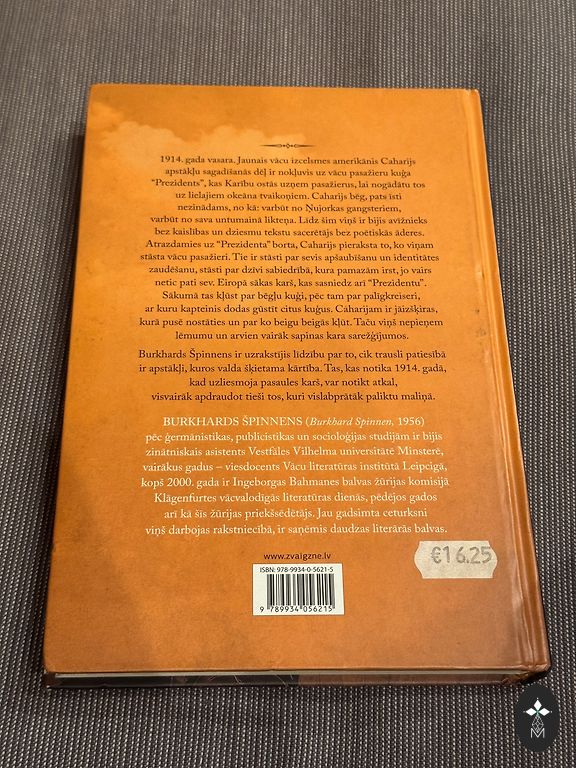 1914. gada vasara. Jaunais vācu izcelsmes amerikānis Caharijs
apstākļu sagadīšanās dēļ ir nokļuvis uz vācu pasažieru kuģa
“Prezidents”, kas Karību ostās uzņem pasažierus, lai nogādātu tos
uz lielajiem okeāna tvaikoņiem. Caharijs bēg, pats īsti
nezinādams, no kā: varbūt no Ņujorkas gangsteriem,
varbūt no sava untumainā likteņa. Līdz šim viņš ir bijis avīžnieks
bez kaislības un dziesmu tekstu sacerētājs bez poētiskās āderes.
Atrazdamies uz “Prezidenta” borta, Caharijs pieraksta to, ko viņam
stāsta vācu pasažieri. Tie ir stāsti par sevis apšaubīšanu un identitātes
zaudēšanu, stāsti par dzīvi sabiedrībā, kura pamazām irst, jo vairs
netic pati sev. Eiropā sākas karš, kas sasniedz arī “Prezidentu”.
Sākumā tas kļūst par bēgļu kuģi, pēc tam par palīgkreiseri,
ar kuru kapteinis dodas gūstīt citus kuģus. Caharijam ir jāizšķiras,
kurā pusē nostāties un par ko beigu beigās kļūt. Taču viņš nepieņem
lēmumu un arvien vairāk sapinas kara sarežģījumos.
Burkhards Špinnens ir uzrakstījis līdzību par to, cik trausli patiesībā
ir apstākļi, kuros valda šķietama kārtība. Tas, kas notika 1914. gadā,
kad uzliesmoja pasaules karš, var notikt atkal,
visvairāk apdraudot tieši tos, kuri vislabprātāk paliktu maliņā.
BURKHARDS ŠPINNENS (Burkhard Spinnen, 1956)
pēc ģermānistikas, publicistikas un socioloģijas studijām ir bijis
zinātniskais asistents Vestfāles Vilhelma universitātē Minsterē,
vairākus gadus – viesdocents Vācu literatūras institūtā Leipcigā,
kopš 2000. gada ir Ingeborgas Bahmanes balvas žūrijas komisijā
Klāgenfurtes vācvalodīgās literatūras dienās, pēdējos gados
arī kā šīs žūrijas priekšsēdētājs. Jau gadsimta ceturksni
viņš darbojas rakstniecībā, ir saņēmis daudzas literārās balvas.
€16.25
www.zvaigzne.lv
ISBN: 978-9934-0-5621-5
9 789934 056215
M